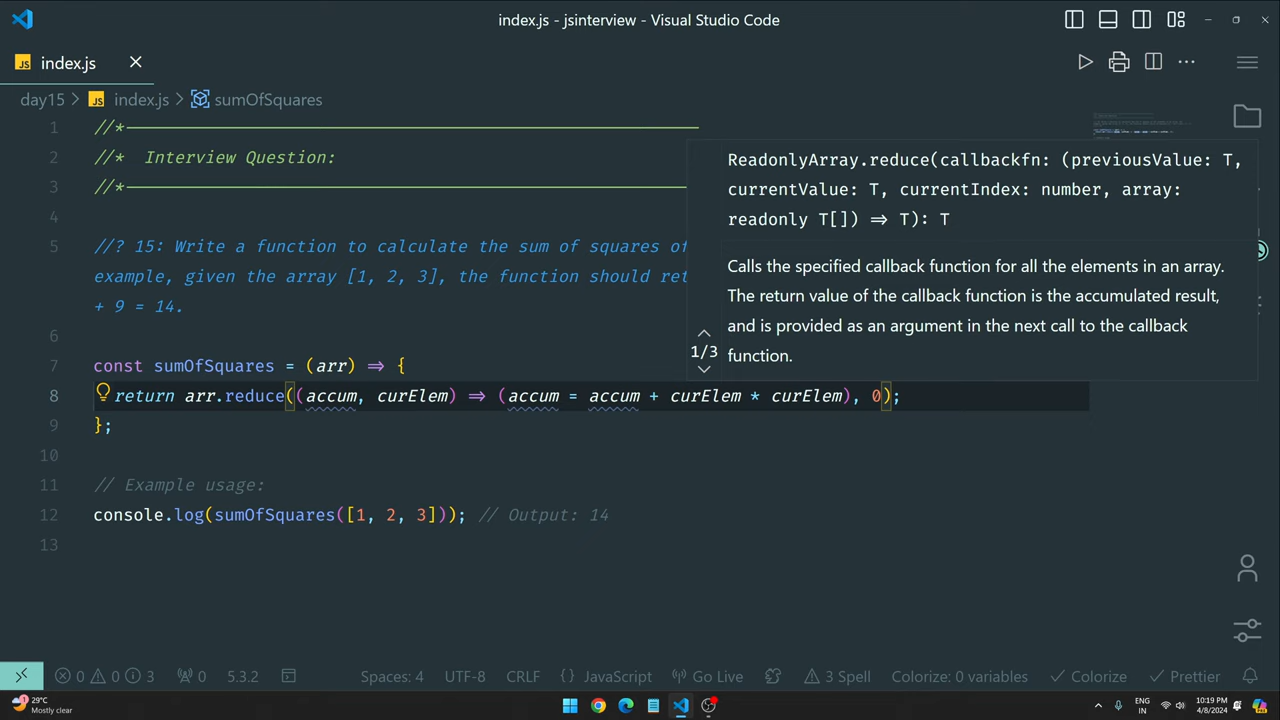 index.js - jsinterview - Visual Studio Code
JS index.js
day15 > JS index.js > sumOfSquares
1 //*
2 //* Interview Question:
3 //*
4
5 //? 15: Write a function to calculate the sum of squares of
example, given the array [1, 2, 3], the function should ret
+ 9 = 14.
6
7 const sumOfSquares = (arr) => {
8 return arr.reduce((accum, curElem) => (accum = accum + curElem * curElem), 0);
9 };
10
11 // Example usage:
12 console.log(sumOfSquares([1, 2, 3])); // Output: 14
13
ReadonlyArray.reduce(callbackfn: (previousValue: T,
currentValue: T, currentIndex: number, array:
readonly T[]) => T): T
Calls the specified callback function for all the elements in an array.
The return value of the callback function is the accumulated result,
and is provided as an argument in the next call to the callback
function.
1/3
0 0 3 0 5.3.2 Spaces: 4 UTF-8 CRLF {} JavaScript Go Live 3 Spell Colorize: 0 variables Colorize Prettier
1 29°C
Mostly clear
ENG
IN
10:19 PM
4/8/2024